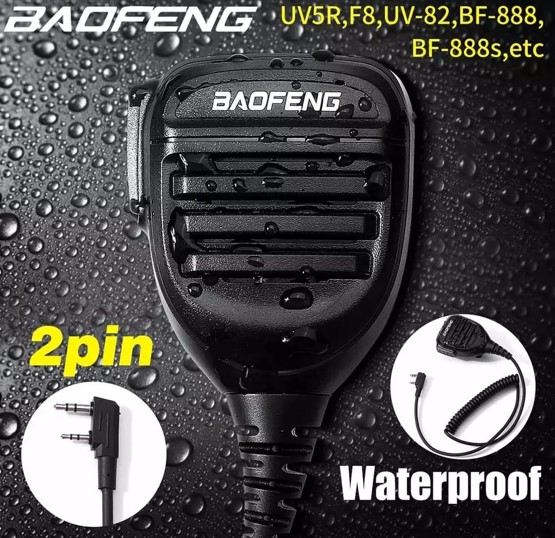 BAOFENG
UV5R,F8,UV-82,BF-888,
BF-888s,etc
BAOFENG
2pin
Waterproof